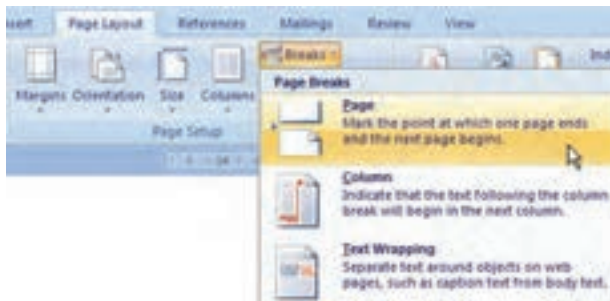 Page Layout References Mailings Review View
Breaks
Margins Orientation Size Columns
Page Setup
Page Breaks
Page
Mark the point at which one page ends
and the next page begins.
Column
Indicate that the text following the column
break will begin in the next column.
Text Wrapping
Separate text around objects on web
pages, such as caption text from body text.